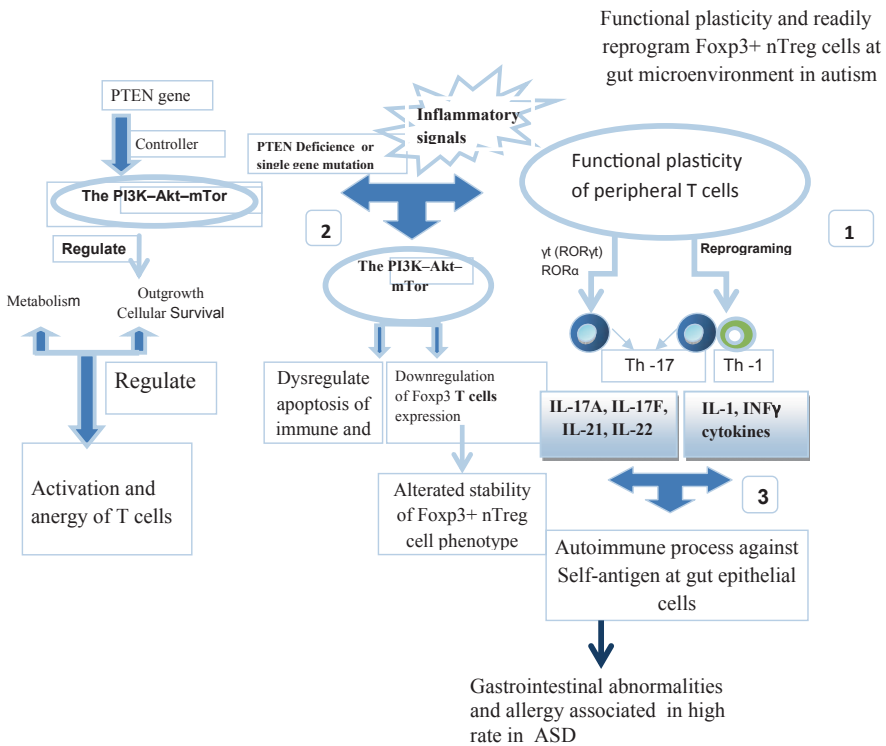 Functional plasticity and readily
reprogram Foxp3+ nTreg cells at
gut microenvironment in autism
PTEN gene
Controller
The PI3K–Akt–mTor
Regulate
Metabolism
Outgrowth
Cellular Survival
Regulate
Activation and
anergy of T cells
Inflammatory
signals
PTEN Deficience or
single gene mutation
2
The PI3K–Akt–
mTor
Dysregulate
apoptosis of
immune and
Downregulation
of Foxp3 T cells
expression
Alterated stability
of Foxp3+ nTreg
cell phenotype
Functional plasticity
of peripheral T cells
1
γt (RORγt)
RORα
Reprograming
Th -17
Th -1
IL-17A, IL-17F,
IL-21, IL-22
IL-1, INFγ
cytokines
3
Autoimmune process against
Self-antigen at gut epithelial
cells
Gastrointestinal abnormalities
and allergy associated in high
rate in ASD